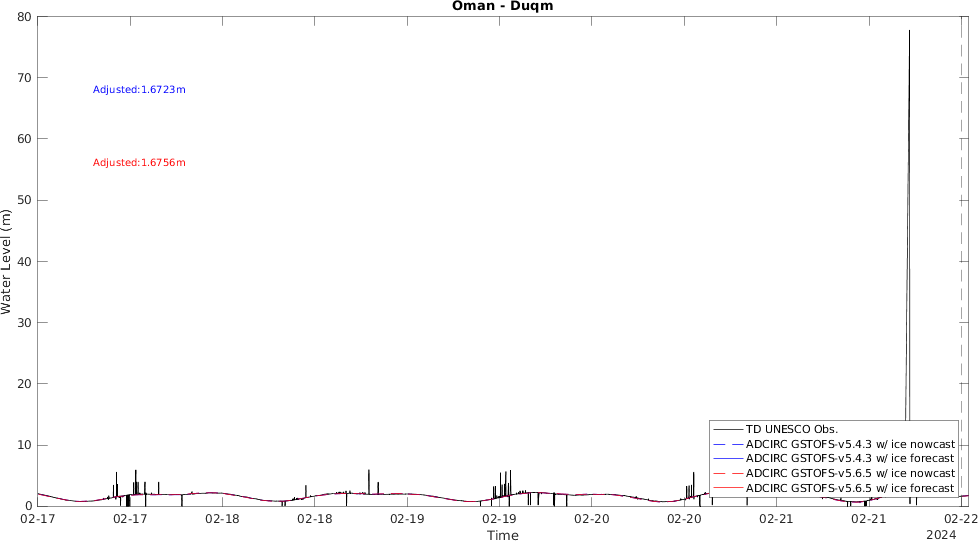 Oman - Duqm
80
70
60
50
40
30
20
10
0
Water Level (m)
Adjusted:1.6723m
Adjusted:1.6756m
TD UNESCO Obs.
ADCIRC GSTOFS-v5.4.3 w/ ice nowcast
ADCIRC GSTOFS-v5.4.3 w/ ice forecast
ADCIRC GSTOFS-v5.6.5 w/ ice nowcast
ADCIRC GSTOFS-v5.6.5 w/ ice forecast
02-17 02-17 02-18 02-18 02-19 02-19 02-20 02-20 02-21 02-21 02-22
Time
2024